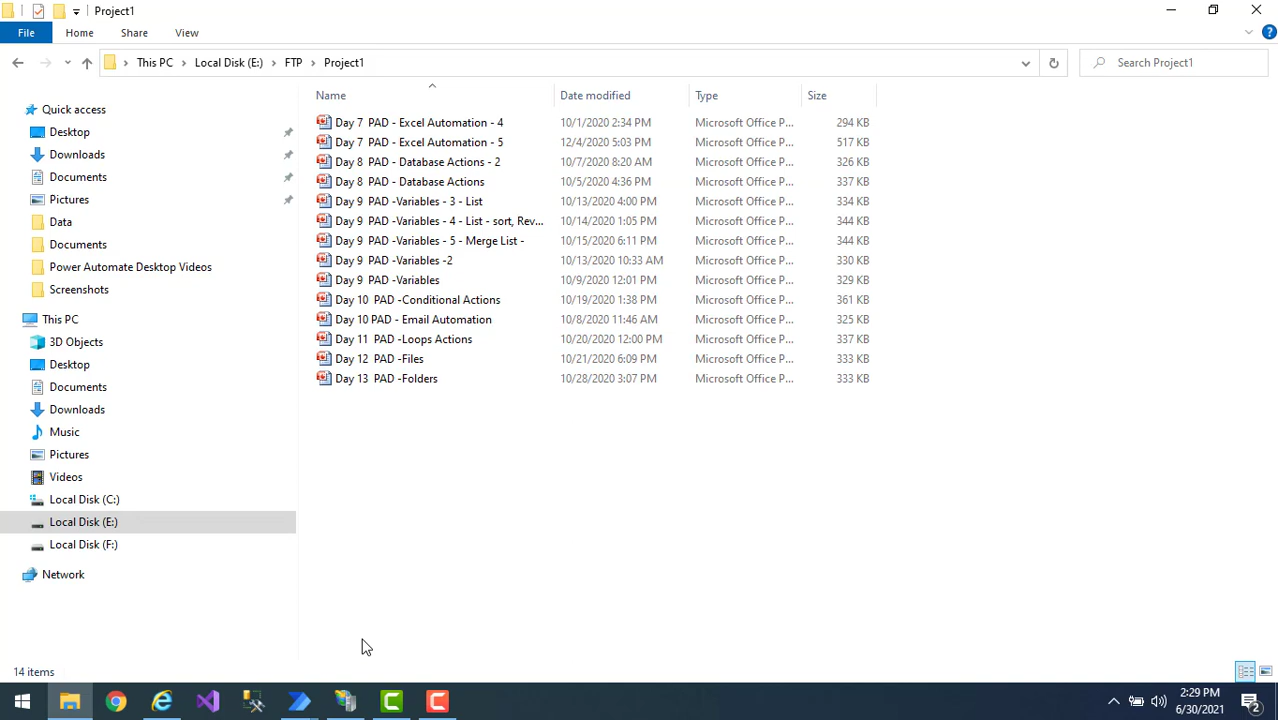 Project1
File Home Share View
This PC Local Disk (E:) FTP Project1 Search Project1
Name Date modified Type Size
Quick access
Desktop
Downloads
Documents
Pictures
Data
Documents
Power Automate Desktop Videos
Screenshots
This PC
3D Objects
Desktop
Documents
Downloads
Music
Pictures
Videos
Local Disk (C:)
Local Disk (E:)
Local Disk (F:)
Network
Day 7 PAD - Excel Automation - 4 10/1/2020 2:34 PM Microsoft Office P... 294 KB
Day 7 PAD - Excel Automation - 5 12/4/2020 5:03 PM Microsoft Office P... 517 KB
Day 8 PAD - Database Actions - 2 10/7/2020 8:20 AM Microsoft Office P... 326 KB
Day 8 PAD - Database Actions 10/5/2020 4:36 PM Microsoft Office P... 337 KB
Day 9 PAD -Variables - 3 - List 10/13/2020 4:00 PM Microsoft Office P... 334 KB
Day 9 PAD -Variables - 4 - List - sort, Rev... 10/14/2020 1:05 PM Microsoft Office P... 344 KB
Day 9 PAD -Variables - 5 - Merge List - 10/15/2020 6:11 PM Microsoft Office P... 344 KB
Day 9 PAD -Variables -2 10/13/2020 10:33 AM Microsoft Office P... 330 KB
Day 9 PAD -Variables 10/9/2020 12:01 PM Microsoft Office P... 329 KB
Day 10 PAD -Conditional Actions 10/19/2020 1:38 PM Microsoft Office P... 361 KB
Day 10 PAD - Email Automation 10/8/2020 11:46 AM Microsoft Office P... 325 KB
Day 11 PAD -Loops Actions 10/20/2020 12:00 PM Microsoft Office P... 337 KB
Day 12 PAD -Files 10/21/2020 6:09 PM Microsoft Office P... 333 KB
Day 13 PAD -Folders 10/28/2020 3:07 PM Microsoft Office P... 333 KB
14 items
2:29 PM
6/30/2021
2